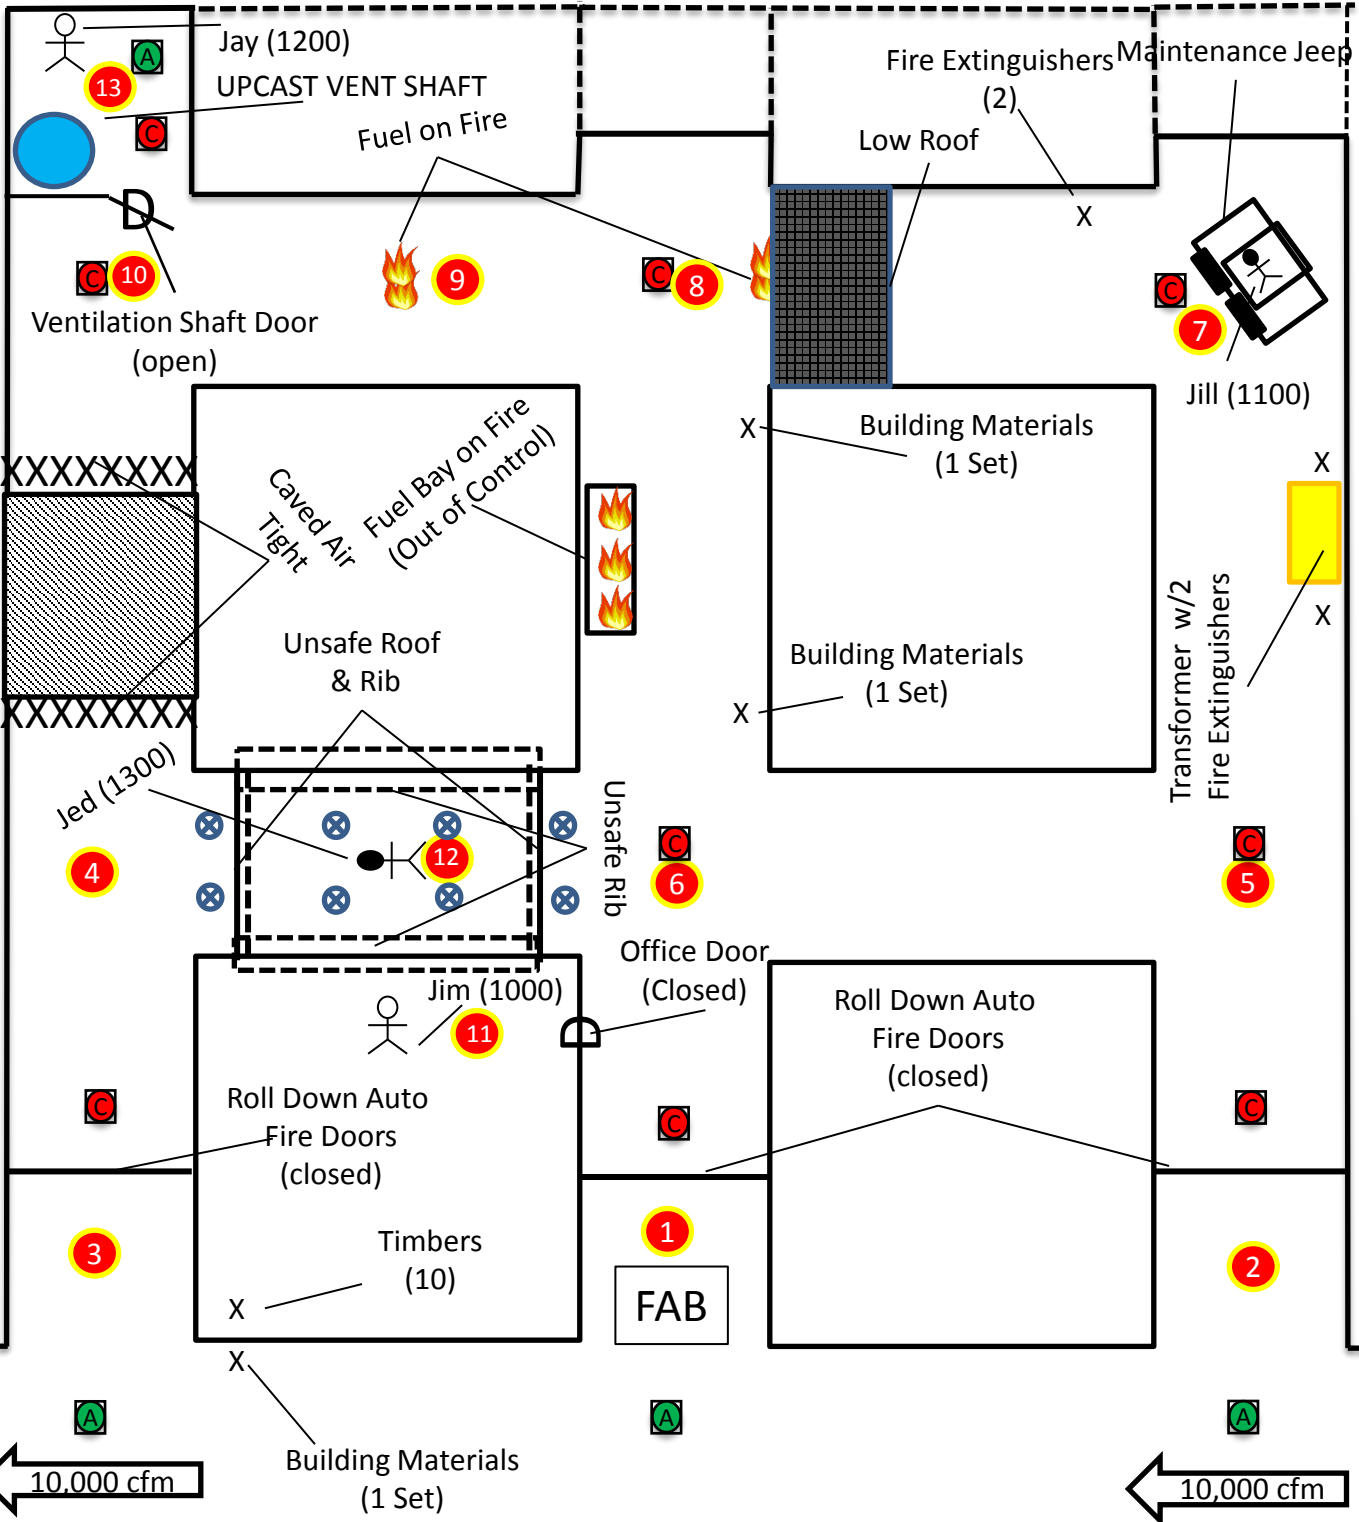 Jay (1200)
A
13
UPCAST VENT SHAFT
C
Fuel on Fire
Fire Extinguishers
(2)
Maintenance Jeep
Low Roof
X
D
C
10
9
C
8
C
7
Ventilation Shaft Door
(open)
Jill (1100)
X
Building Materials
(1 Set)
X
XXXXXXXXX
Caved Air
Tight
Fuel Bay on Fire
(Out of Control)
X
Transformer w/2
Fire Extinguishers
Unsafe Roof
& Rib
Building Materials
(1 Set)
X
XXXXXXXXX
Jed (1300)
Unsafe Rib
12
4
C
6
C
5
Office Door
(Closed)
Jim (1000)
11
D
Roll Down Auto
Fire Doors
(closed)
C
Roll Down Auto
Fire Doors
(closed)
C
C
3
1
2
Timbers
(10)
X
FAB
X
A
A
A
Building Materials
(1 Set)
10,000 cfm
10,000 cfm